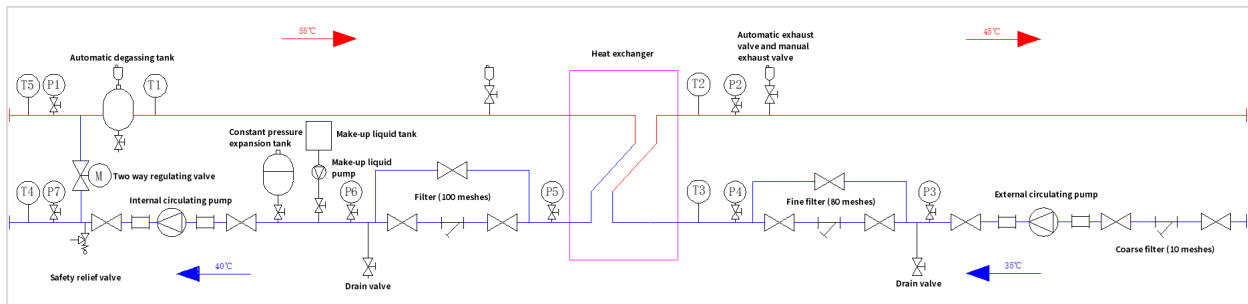 55℃
45℃
Automatic degassing tank
Heat exchanger
Automatic exhaust
valve and manual
exhaust valve
T5
P1
T1
T2
P2
Constant pressure
expansion tank
Make-up liquid tank
Make-up liquid
pump
M
Two way regulating valve
T4
P7
Internal circulating pump
P6
Filter (100 meshes)
P5
T3
P4
Fine filter (80 meshes)
P3
External circulating pump
Coarse filter (10 meshes)
Safety relief valve
40℃
Drain valve
Drain valve
35℃